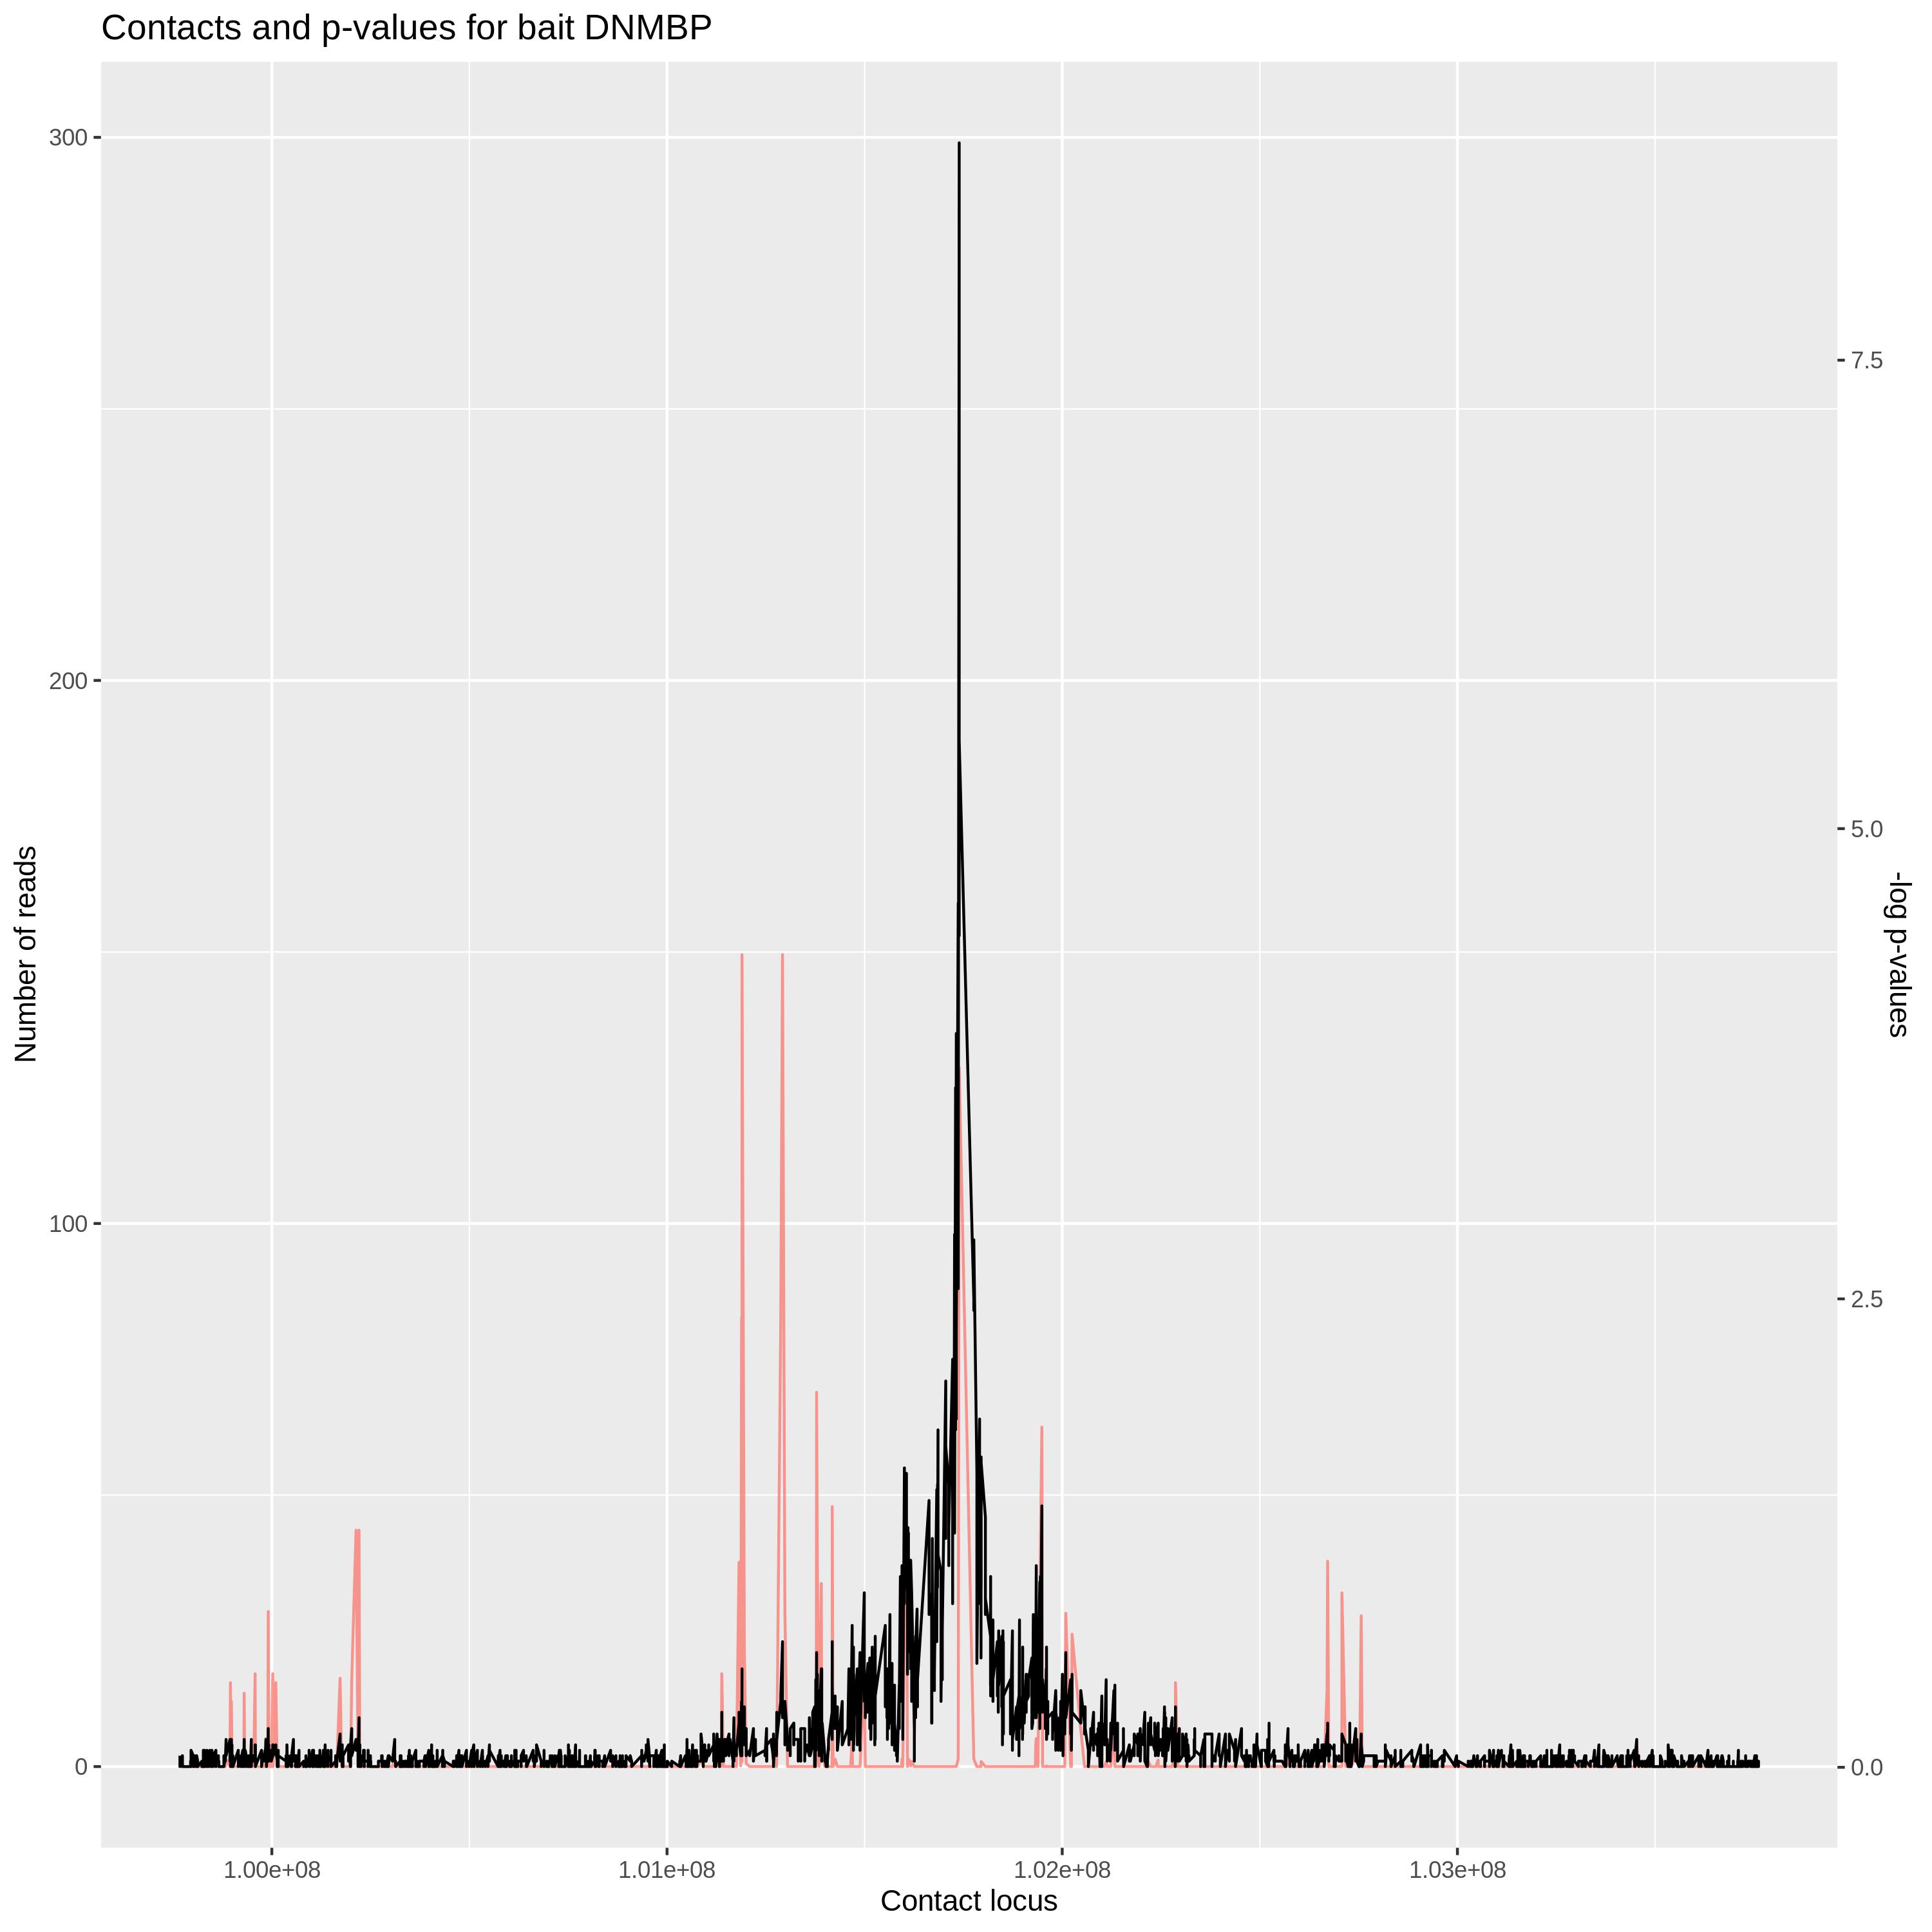 Contacts and p-values for bait DNMBP
300
200
100
0
Number of reads
7.5
5.0
2.5
0.0
-log p-values
1.00e+08
1.01e+08
1.02e+08
1.03e+08
Contact locus